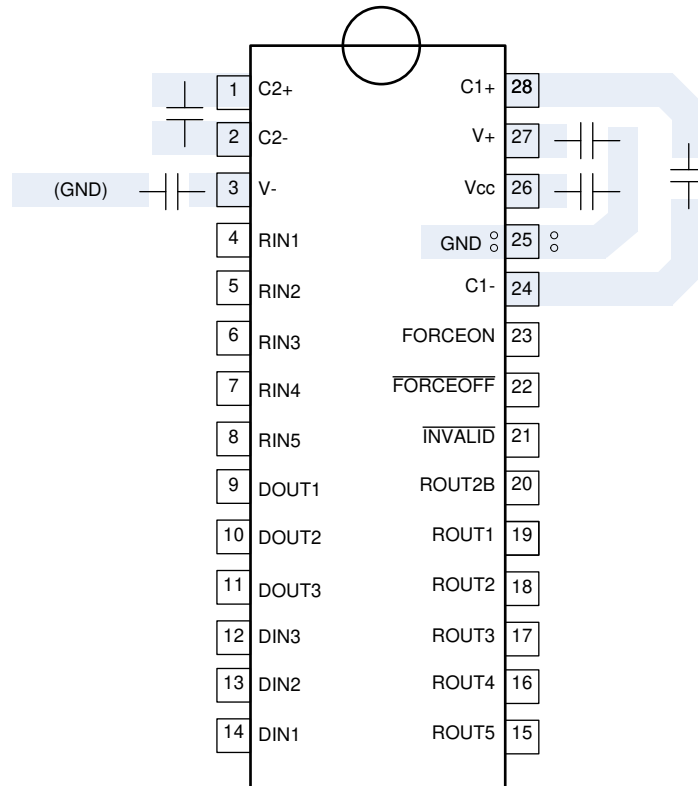 1 C2+ C1+ 28
2 C2- V+ 27
(GND) 3 V- Vcc 26
4 RIN1 GND 25
5 RIN2 C1- 24
6 RIN3 FORCEON 23
7 RIN4 FORCEOFF 22
8 RIN5 INVALID 21
9 DOUT1 ROUT2B 20
10 DOUT2 ROUT1 19
11 DOUT3 ROUT2 18
12 DIN3 ROUT3 17
13 DIN2 ROUT4 16
14 DIN1 ROUT5 15